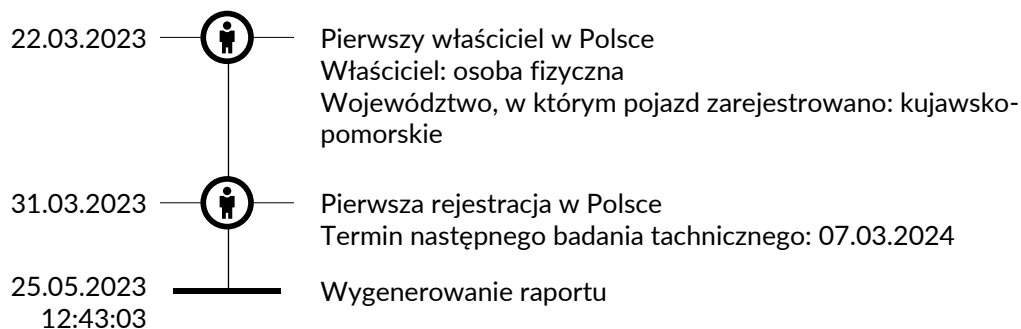 22.03.2023
Pierwszy właściciel w Polsce
Właściciel: osoba fizyczna
Województwo, w którym pojazd zarejestrowano: kujawsko-
pomorskie
31.03.2023
Pierwsza rejestracja w Polsce
Termin następnego badania tachnicznego: 07.03.2024
25.05.2023
12:43:03
Wygenerowanie raportu